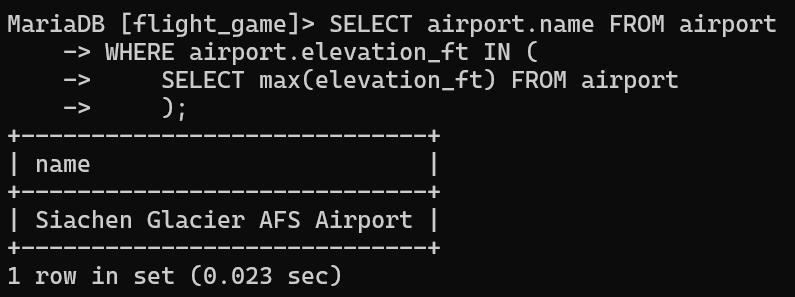 MariaDB [flight_game]> SELECT airport.name FROM airport
    -> WHERE airport.elevation_ft IN (
    ->     SELECT max(elevation_ft) FROM airport
    ->     );
+-----------------------------+
| name                        |
+-----------------------------+
| Siachen Glacier AFS Airport |
+-----------------------------+
1 row in set (0.023 sec)